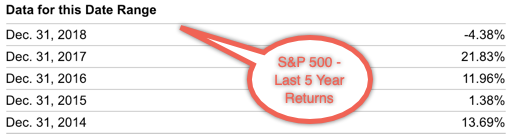 Data for this Date Range
Dec. 31, 2018 -4.38%
Dec. 31, 2017 21.83%
Dec. 31, 2016 11.96%
Dec. 31, 2015 1.38%
Dec. 31, 2014 13.69%
S&P 500 -
Last 5 Year
Returns